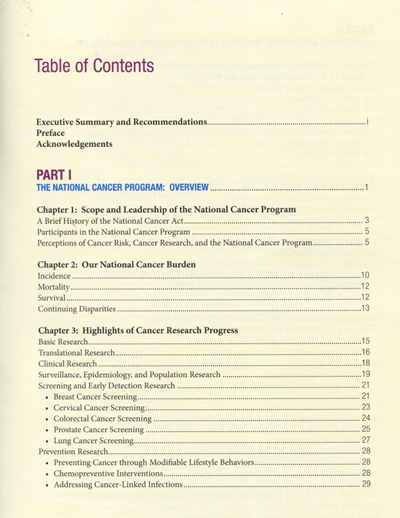 Table of Contents
Executive Summary and Recommendations....................i
Preface
Acknowledgements
PART I
THE NATIONAL CANCER PROGRAM: OVERVIEW....................1
Chapter 1: Scope and Leadership of the National Cancer Program
A Brief History of the National Cancer Act....................3
Participants in the National Cancer Program....................5
Perceptions of Cancer Risk, Cancer Research, and the National Cancer Program....................5
Chapter 2: Our National Cancer Burden
Incidence....................10
Mortality....................12
Survival....................12
Continuing Disparities....................13
Chapter 3: Highlights of Cancer Research Progress
Basic Research....................15
Translational Research....................16
Clinical Research....................18
Surveillance, Epidemiology, and Population Research....................19
Screening and Early Detection Research....................21
• Breast Cancer Screening....................21
• Cervical Cancer Screening....................23
• Colorectal Cancer Screening....................24
• Prostate Cancer Screening....................25
• Lung Cancer Screening....................27
Prevention Research....................28
• Preventing Cancer through Modifiable Lifestyle Behaviors....................28
• Chemopreventive Interventions....................28
• Addressing Cancer-Linked Infections....................29